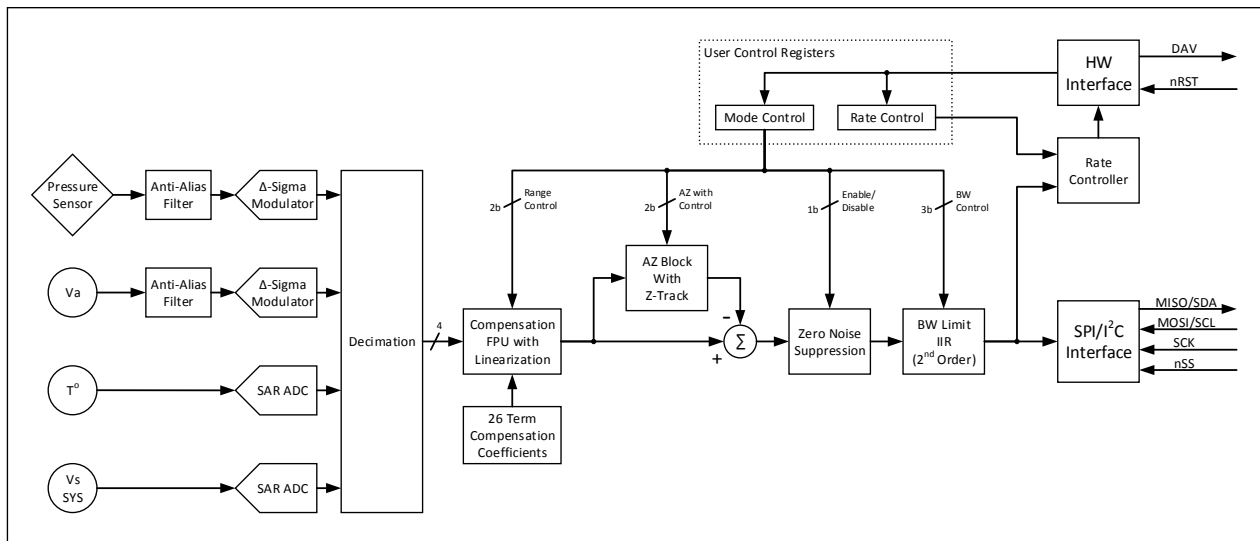 User Control Registers
HW
Interface
DAV
nRST
Mode Control
Rate Control
Rate
Controller
Pressure
Sensor
Anti-Alias
Filter
Δ-Sigma
Modulator
2b
Range
Control
2b
AZ with
Control
1b
Enable/
Disable
3b
BW
Control
AZ Block
With
Z-Track
Va
Anti-Alias
Filter
Δ-Sigma
Modulator
Decimation
4
Compensation
FPU with
Linearization
−
+
Σ
Zero Noise
Suppression
BW Limit
IIR
(2nd Order)
SPI/I²C
Interface
MISO/SDA
MOSI/SCL
SCK
nSS
T°
SAR ADC
26 Term
Compensation
Coefficients
Vs
SYS
SAR ADC